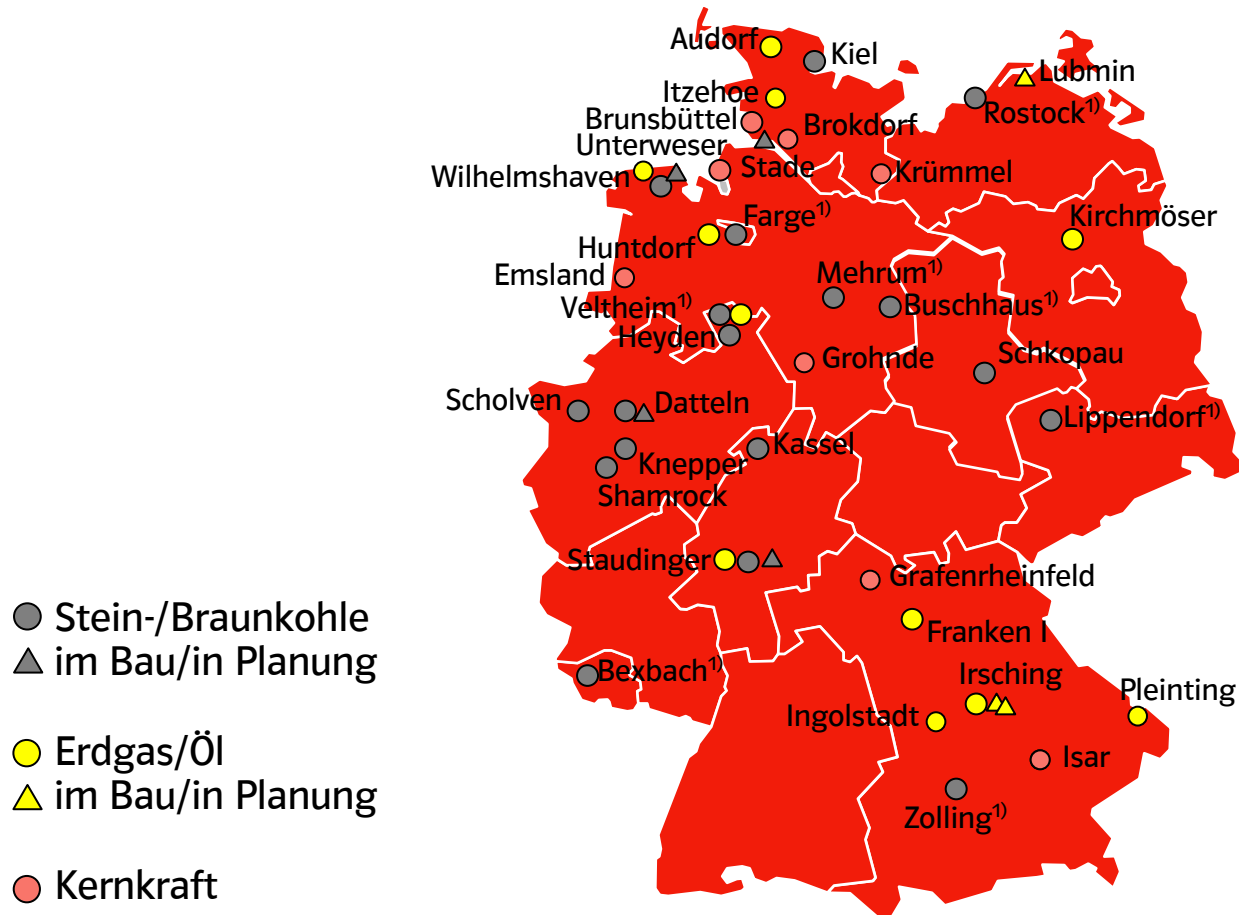 Audorf
Kiel
Lubmin
Itzehoe
Rostock¹⁾
Brunsbüttel
Brokdorf
Unterweser
Stade
Krümmel
Wilhelmshaven
Farge¹⁾
Kirchmöser
Huntdorf
Emsland
Mehrum¹⁾
Veltheim¹⁾
Buschhaus¹⁾
Heyden
Grohnde
Schkopau
Scholven
Datteln
Lippendorf¹⁾
Kassel
Knepper
Shamrock
Staudinger
Grafenrheinfeld
Franken I
Bexbach¹⁾
Irsching
Pleinting
Ingolstadt
Isar
Zolling¹⁾
Stein-/Braunkohle
im Bau/in Planung
Erdgas/Öl
im Bau/in Planung
Kernkraft